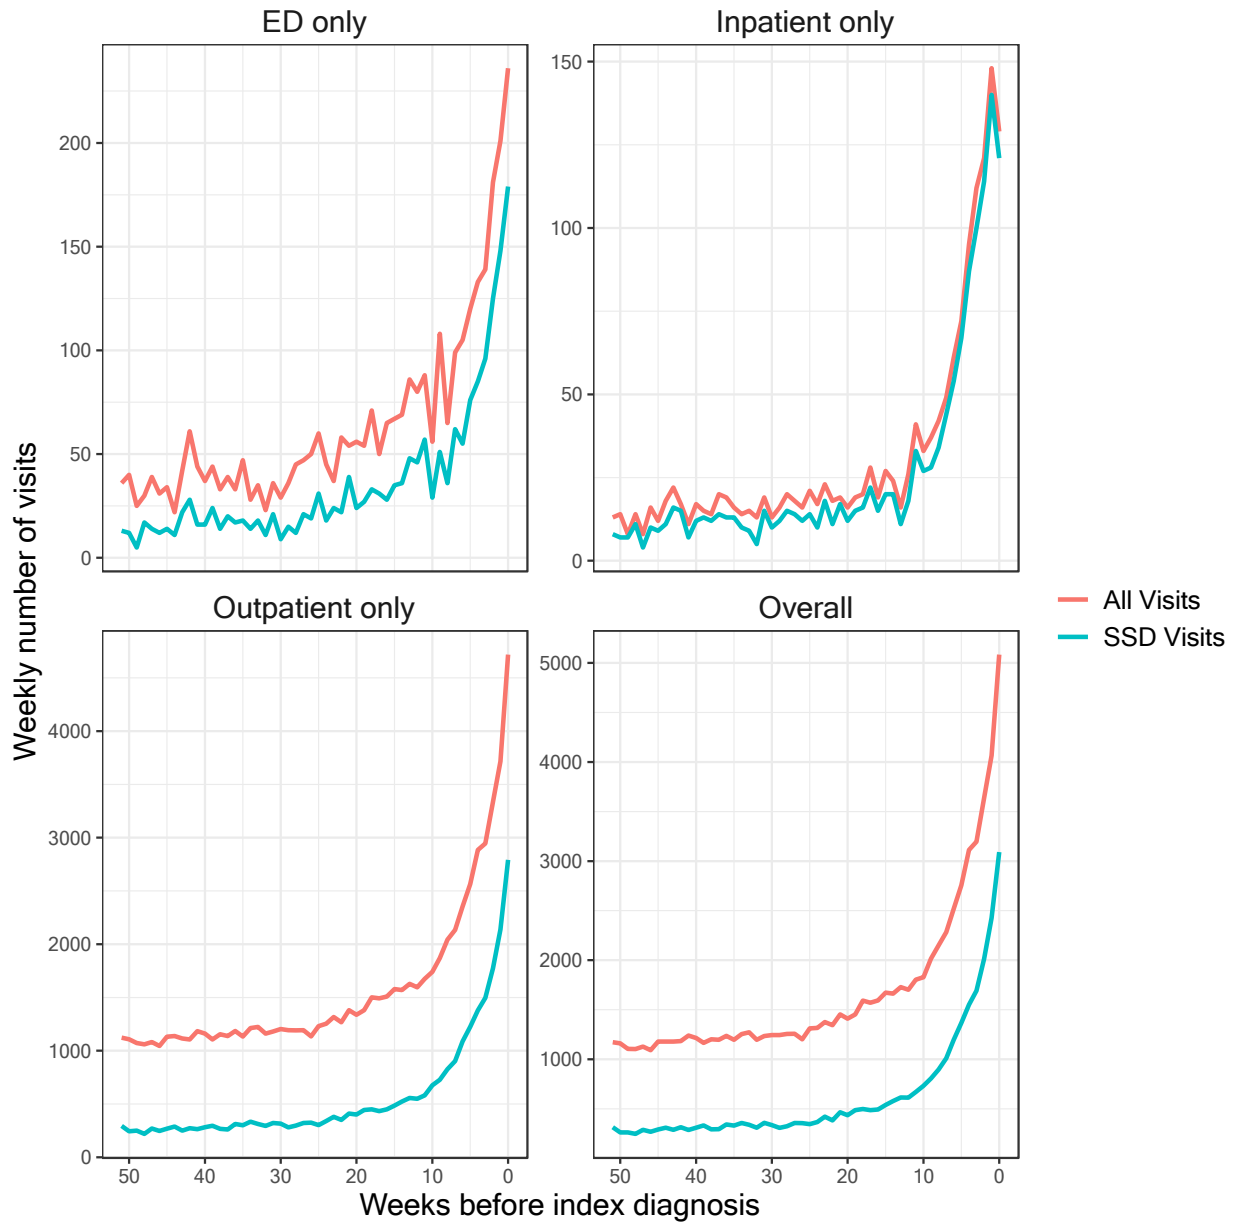 ED only
Inpatient only
200
150
100
50
0
150
100
50
0
Outpatient only
Overall
4000
3000
2000
1000
0
5000
4000
3000
2000
1000
50 40 30 20 10 0
50 40 30 20 10 0
Weeks before index diagnosis
Weekly number of visits
All Visits
SSD Visits